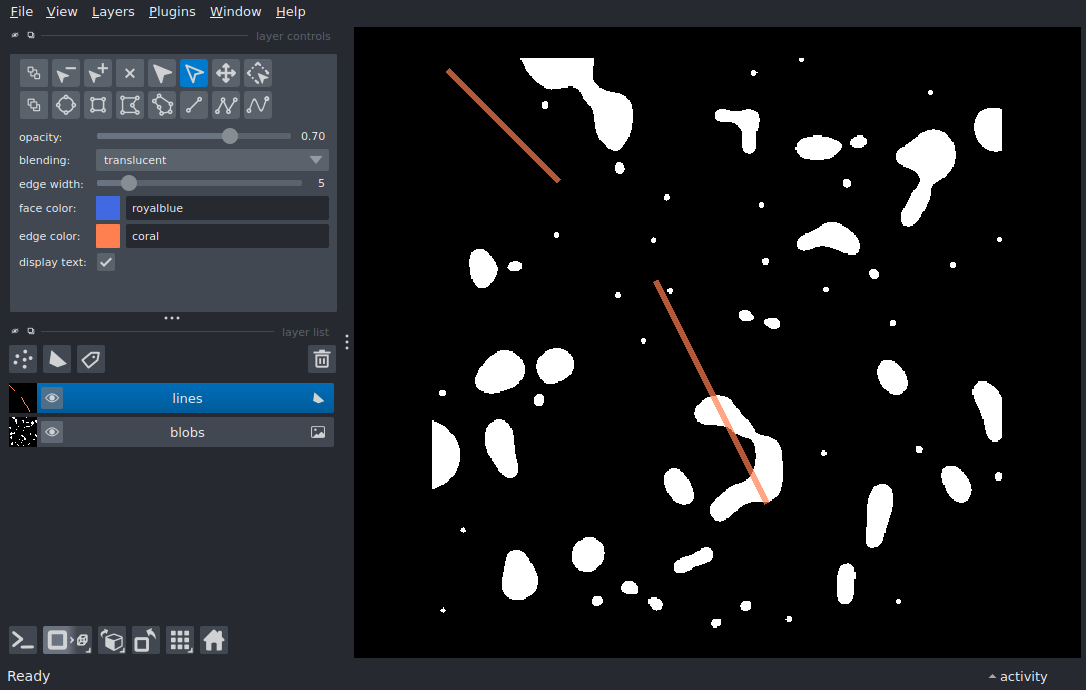 File View Layers Plugins Window Help
layer controls
opacity: 0.70
blending: translucent
edge width: 5
face color: royalblue
edge color: coral
display text:
layer list
lines
blobs
Ready
activity